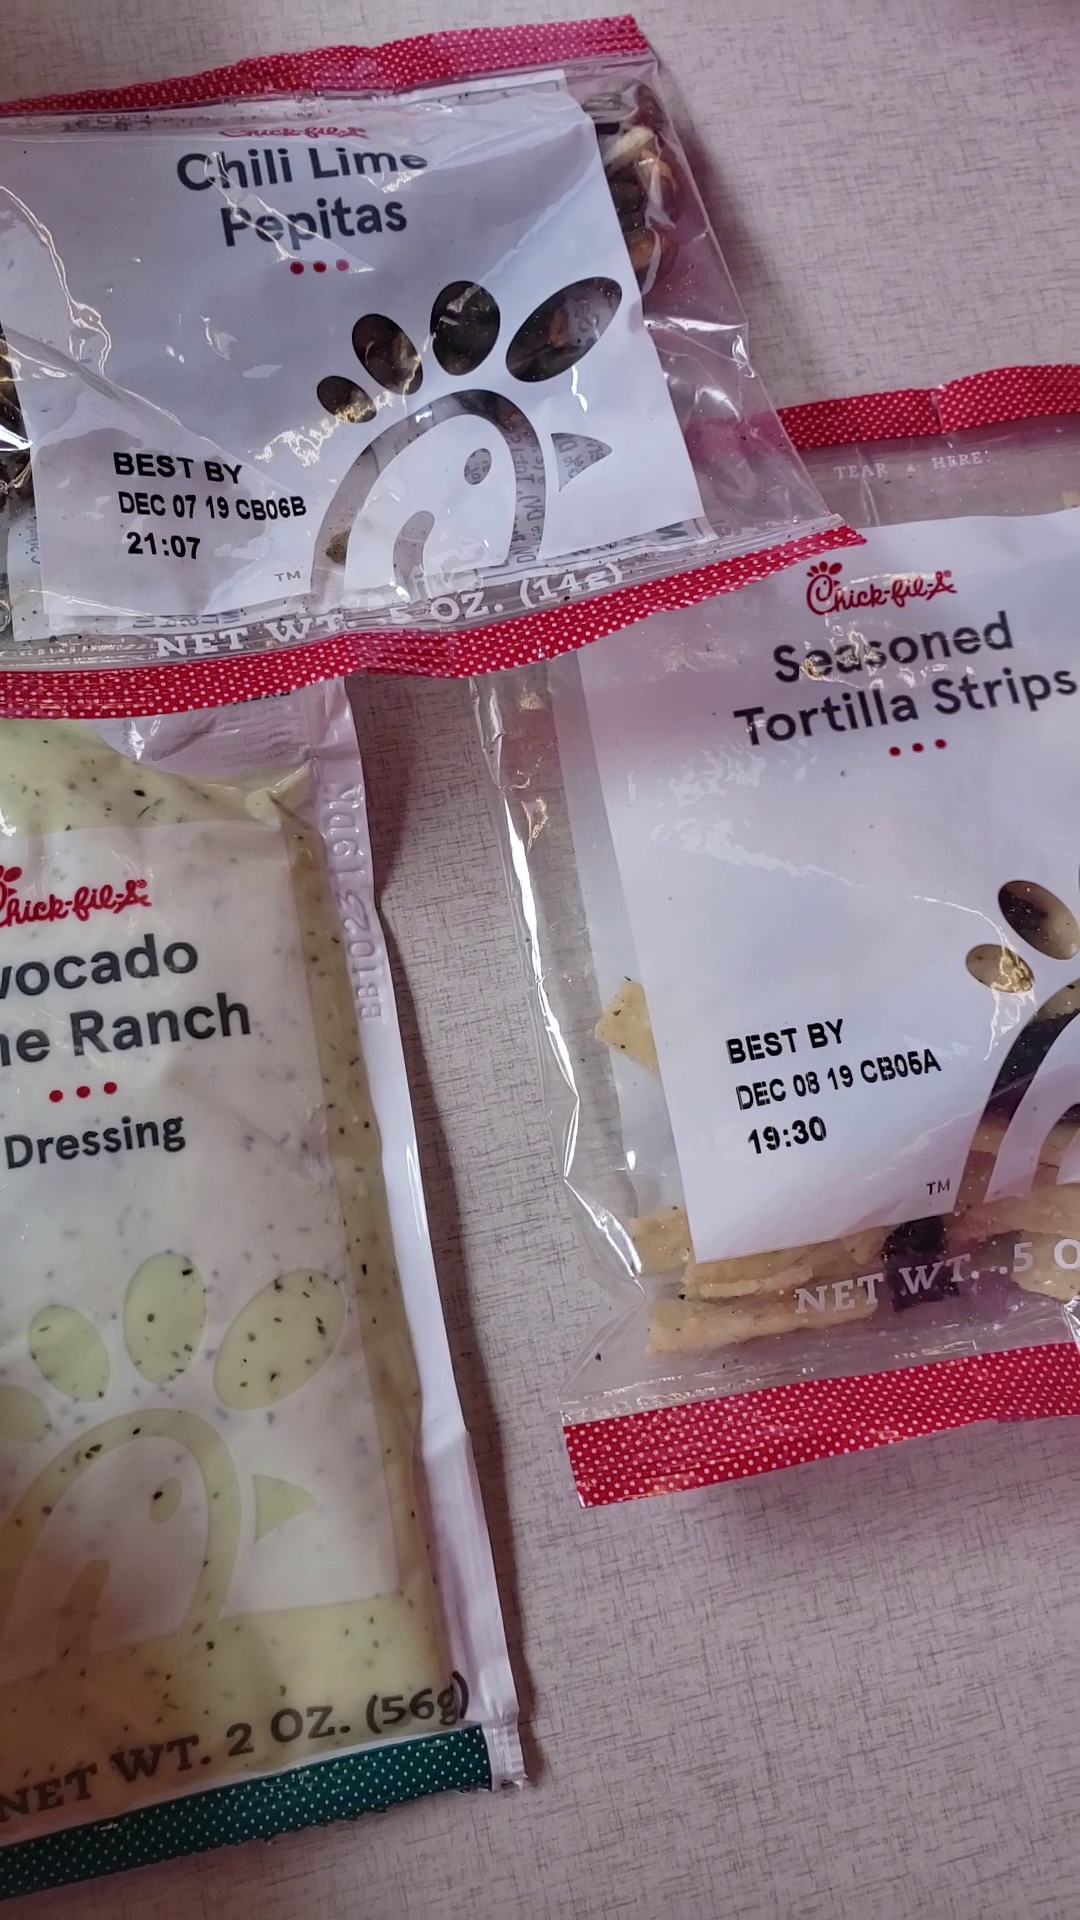 Chick-fil-A
Chili Lime
Pepitas
BEST BY
DEC 07 19 CB06B
21:07
TM
NET WT. .5 OZ. (14g)
TEAR HERE
Chick-fil-A®
Seasoned
Tortilla Strips
BEST BY
DEC 08 19 CB05A
19:30
TM
NET WT. .5 O
Chick-fil-A®
vocado
ne Ranch
Dressing
NET WT. 2 OZ. (56g)